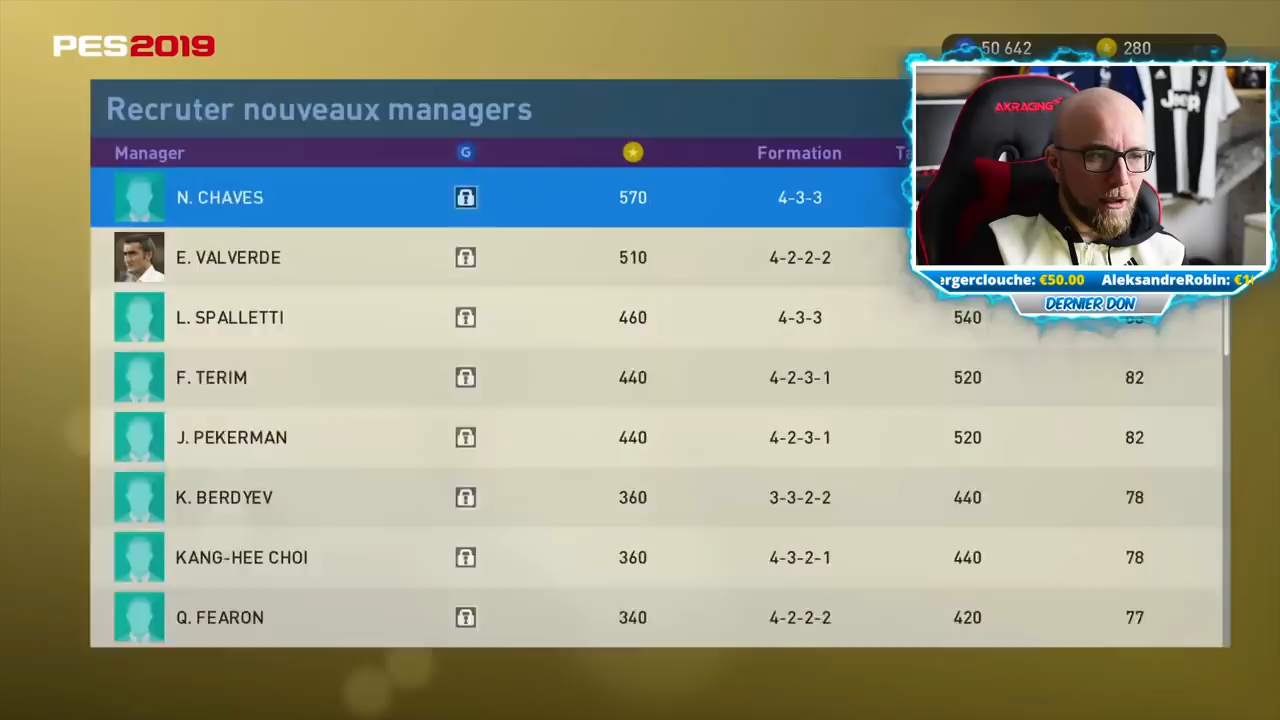 PES2019
50 642 280
Recruter nouveaux managers
Manager G Formation
N. CHAVES 570 4-3-3
E. VALVERDE 510 4-2-2-2
L. SPALLETTI 460 4-3-3 540
F. TERIM 440 4-2-3-1 520 82
J. PEKERMAN 440 4-2-3-1 520 82
K. BERDYEV 360 3-3-2-2 440 78
KANG-HEE CHOI 360 4-3-2-1 440 78
Q. FEARON 340 4-2-2-2 420 77
AKRACING
Jeep
ergerclouche: €50.00 AleksandreRobin:
DERNIER DON